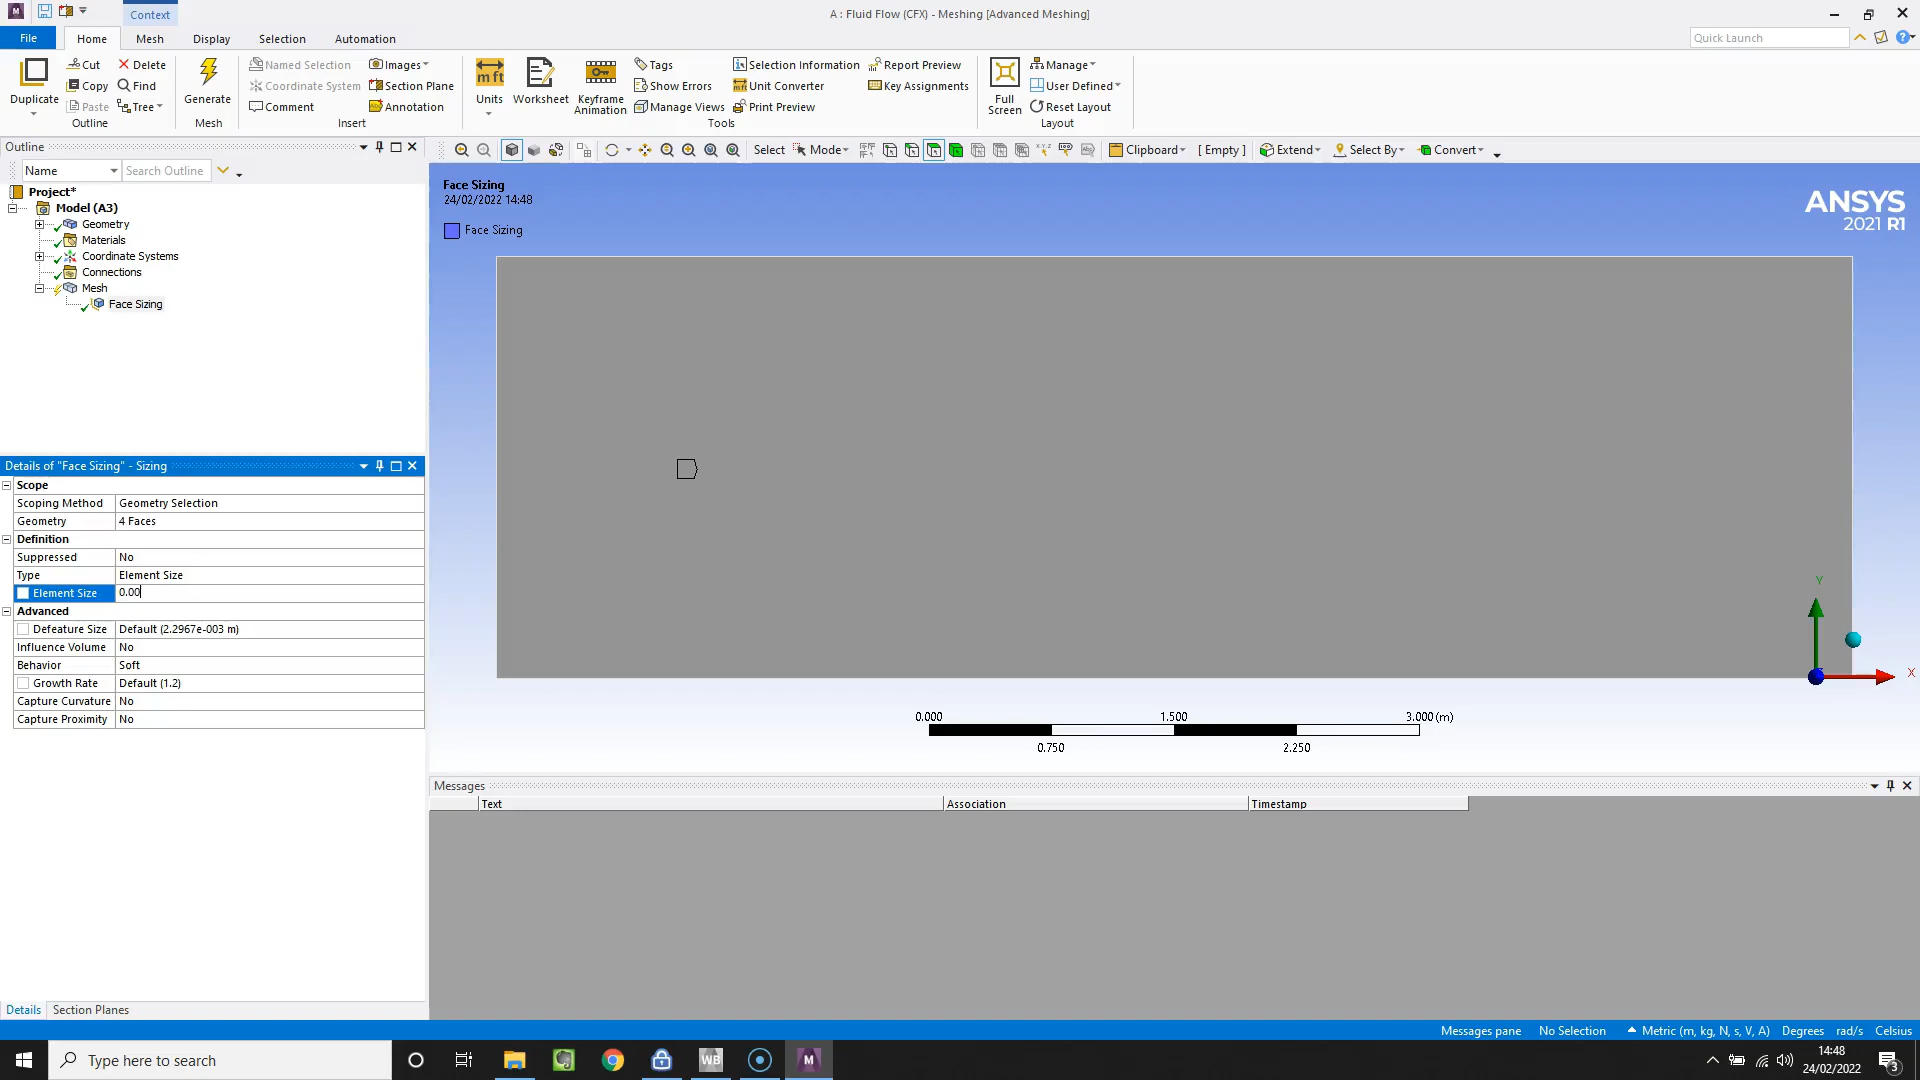 Context
A : Fluid Flow (CFX) - Meshing [Advanced Meshing]
File Home Mesh Display Selection Automation
Quick Launch
Duplicate
Cut
Copy
Paste
Delete
Find
Tree
Outline
Generate
Mesh
Named Selection
Coordinate System
Comment
Images
Section Plane
Annotation
Insert
Units
Worksheet
Keyframe
Animation
Tags
Show Errors
Manage Views
Selection Information
Unit Converter
Print Preview
Report Preview
Key Assignments
Tools
Full
Screen
Manage
User Defined
Reset Layout
Layout
Outline
Name Search Outline
Project*
Model (A3)
Geometry
Materials
Coordinate Systems
Connections
Mesh
Face Sizing
Select Mode Clipboard [ Empty ] Extend Select By Convert
Face Sizing
24/02/2022 14:48
Face Sizing
ANSYS
2021 R1
Details of "Face Sizing" - Sizing
Scope
Scoping Method Geometry Selection
Geometry 4 Faces
Definition
Suppressed No
Type Element Size
Element Size 0.00
Advanced
Defeature Size Default (2.2967e-003 m)
Influence Volume No
Behavior Soft
Growth Rate Default (1.2)
Capture Curvature No
Capture Proximity No
Y
X
0.000 1.500 3.000 (m)
0.750 2.250
Messages
Text Association Timestamp
Details Section Planes
Messages pane No Selection Metric (m, kg, N, s, V, A) Degrees rad/s Celsius
Type here to search
WB
M
14:48
24/02/2022
3